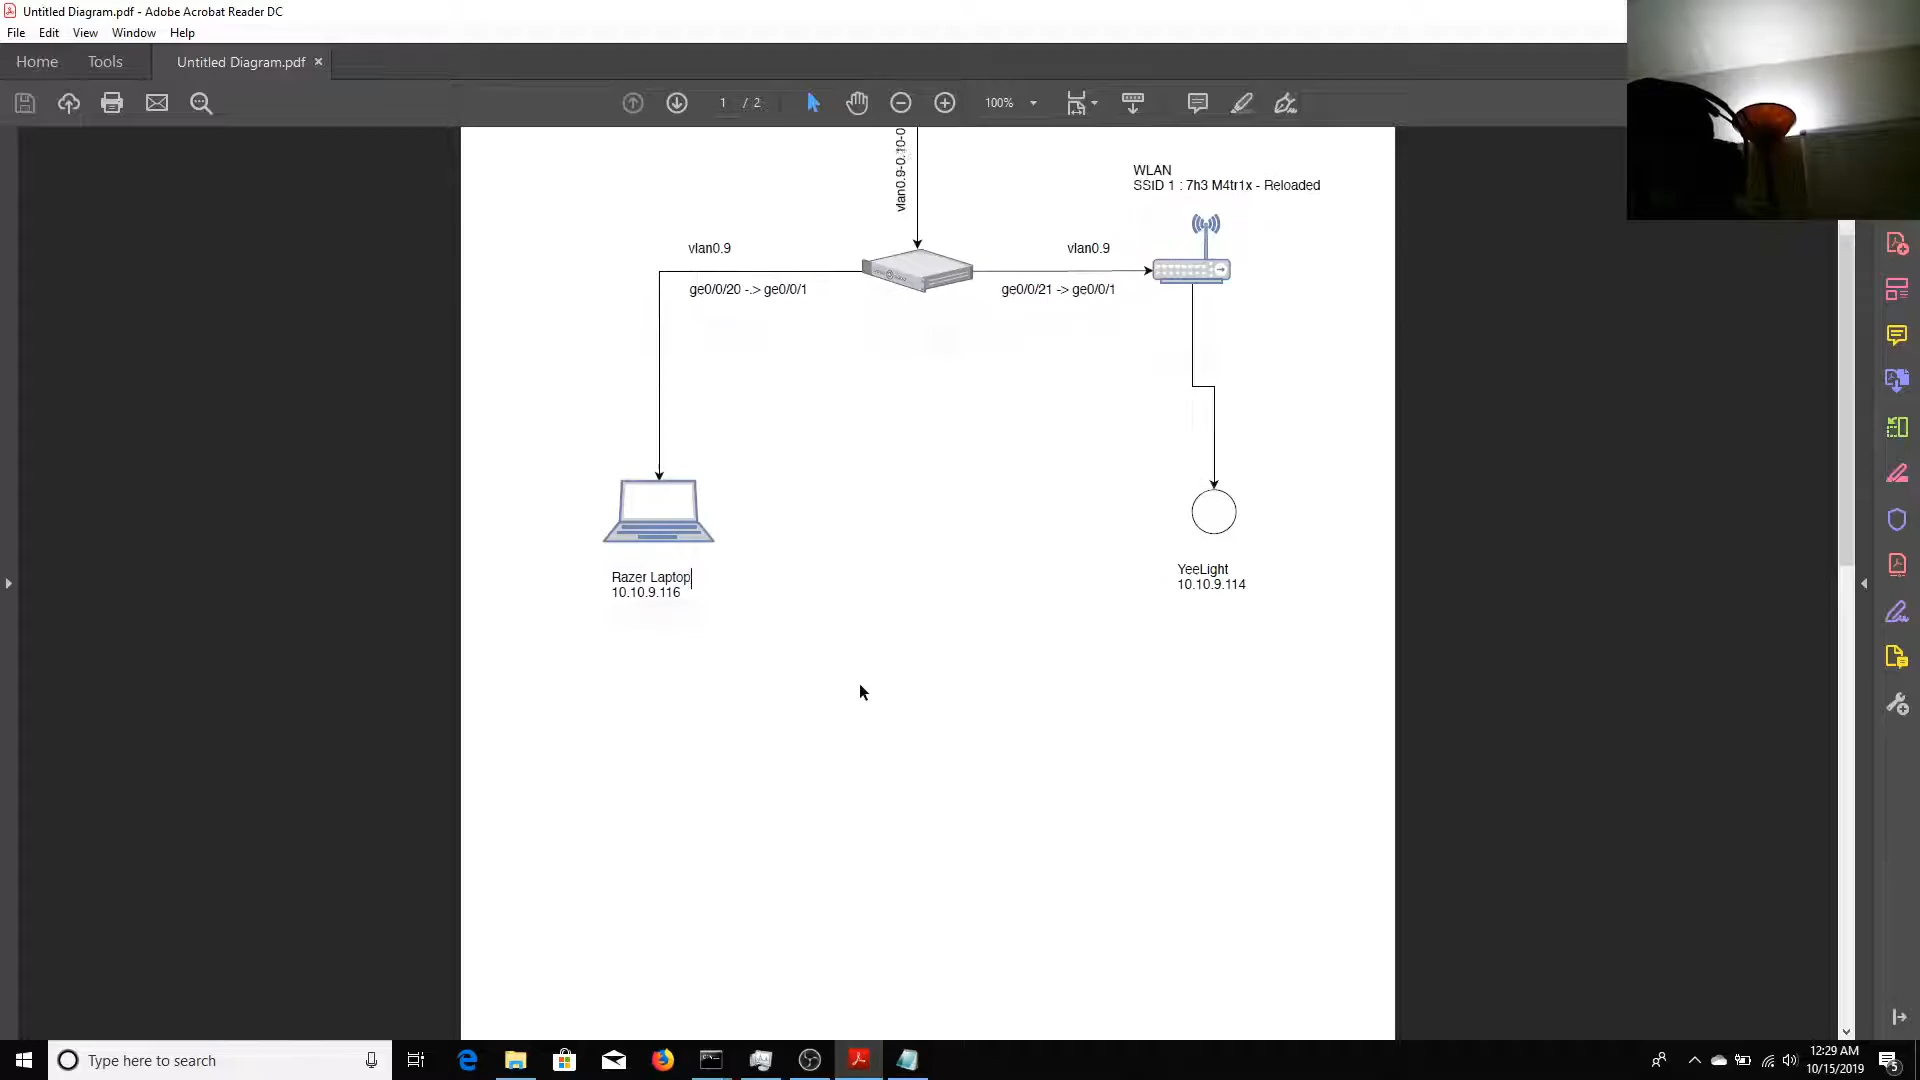 Untitled Diagram.pdf - Adobe Acrobat Reader DC
File Edit View Window Help
Home Tools Untitled Diagram.pdf ×
1 / 2 100%
WLAN
SSID 1 : 7h3 M4tr1x - Reloaded
vlan0.9 vlan0.9
ge0/0/20 -.> ge0/0/1 ge0/0/21 -> ge0/0/1
Razer Laptop
10.10.9.116
YeeLight
10.10.9.114
Type here to search
12:29 AM
10/15/2019
5